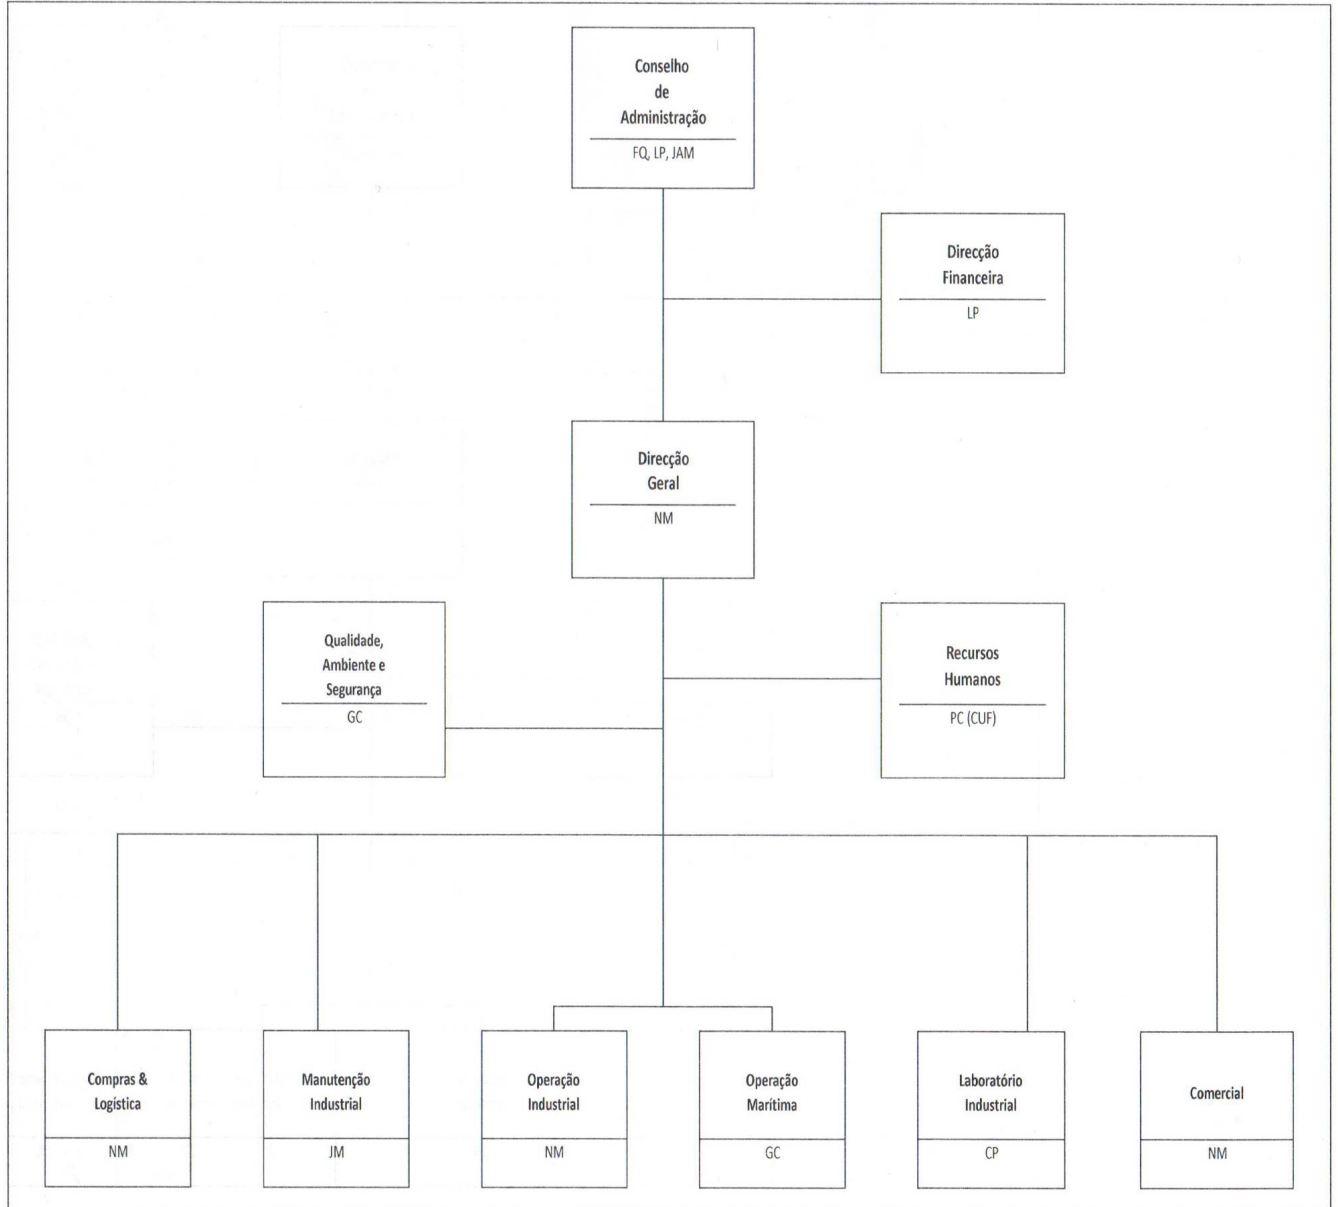 Conselho
de
Administração
FQ, LP, JAM
Direcção
Financeira
LP
Direcção
Geral
NM
Qualidade,
Ambiente e
Segurança
GC
Recursos
Humanos
PC (CUF)
Compras &
Logística
NM
Manutenção
Industrial
JM
Operação
Industrial
NM
Operação
Marítima
GC
Laboratório
Industrial
CP
Comercial
NM